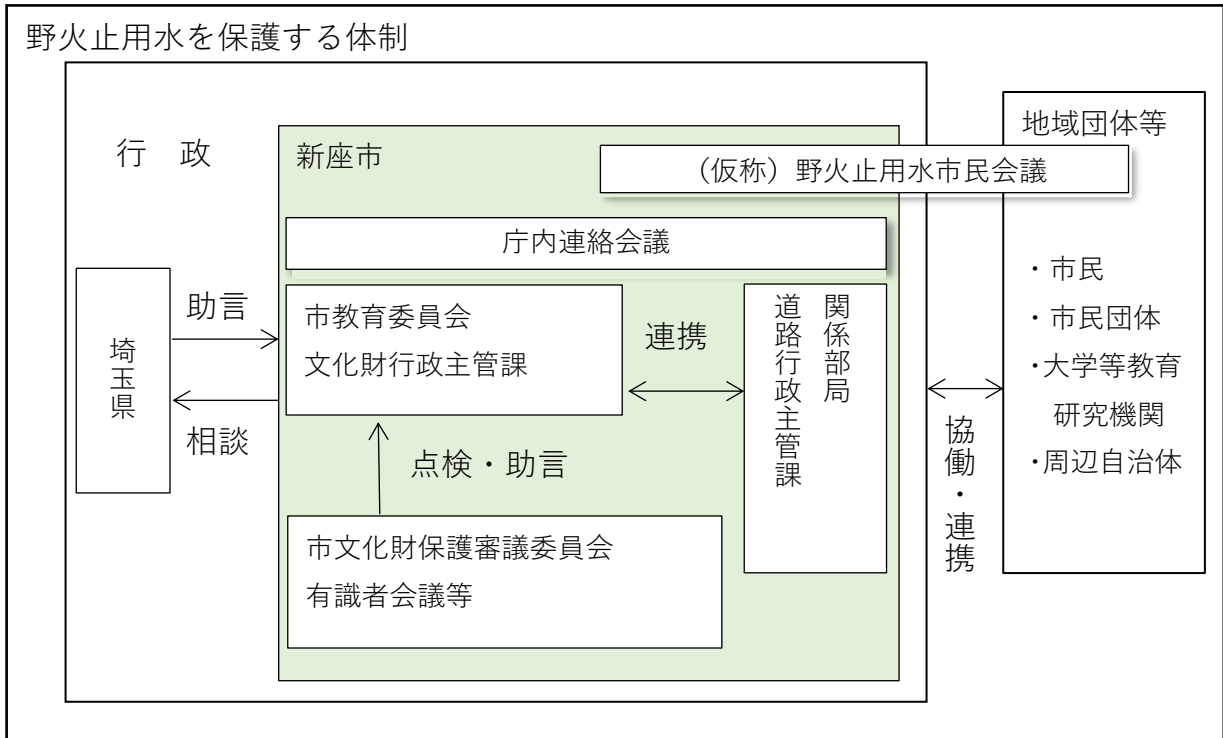 野火止用水を保護する体制
行　政
新座市
地域団体等
（仮称）野火止用水市民会議
庁内連絡会議
埼玉県
助言
相談
市教育委員会
文化財行政主管課
連携
関係部局
道路行政主管課
点検・助言
市文化財保護審議委員会
有識者会議等
協働・連携
・市民
・市民団体
・大学等教育
研究機関
・周辺自治体